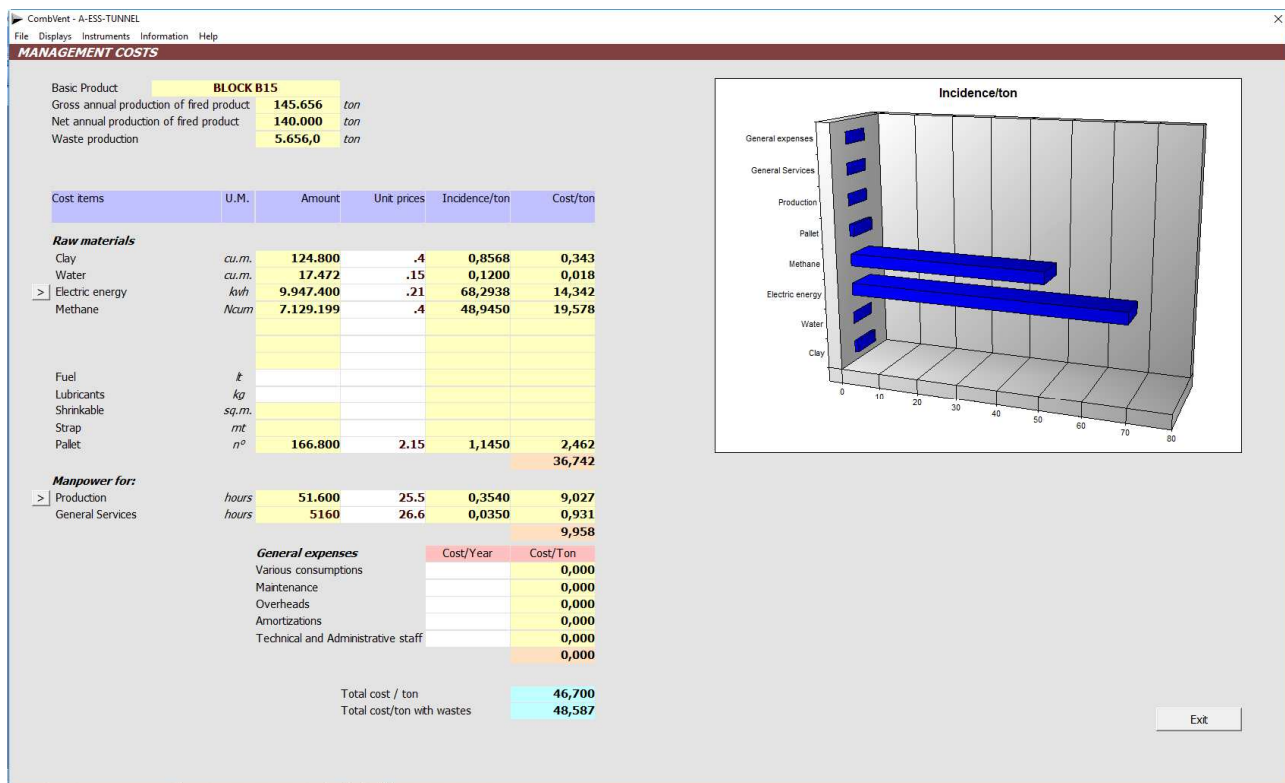 CombVent - A-ESS-TUNNEL
File Displays Instruments Information Help
MANAGEMENT COSTS
Basic Product BLOCK B15
Gross annual production of fired product 145.656 ton
Net annual production of fired product 140.000 ton
Waste production 5.656,0 ton
Cost items U.M. Amount Unit prices Incidence/ton Cost/ton
Raw materials
Clay cu.m. 124.800 .4 0,8568 0,343
Water cu.m. 17.472 .15 0,1200 0,018
> Electric energy kwh 9.947.400 .21 68,2938 14,342
Methane Ncum 7.129.199 .4 48,9450 19,578
Fuel lt
Lubricants kg
Shrinkable sq.m.
Strap mt
Pallet n° 166.800 2.15 1,1450 2,462
36,742
Manpower for:
> Production hours 51.600 25.5 0,3540 9,027
General Services hours 5160 26.6 0,0350 0,931
9,958
General expenses Cost/Year Cost/Ton
Various consumptions 0,000
Maintenance 0,000
Overheads 0,000
Amortizations 0,000
Technical and Administrative staff 0,000
0,000
Total cost / ton 46,700
Total cost/ton with wastes 48,587
Incidence/ton
General expenses
General Services
Production
Pallet
Methane
Electric energy
Water
Clay
0 10 20 30 40 50 60 70 80
Exit